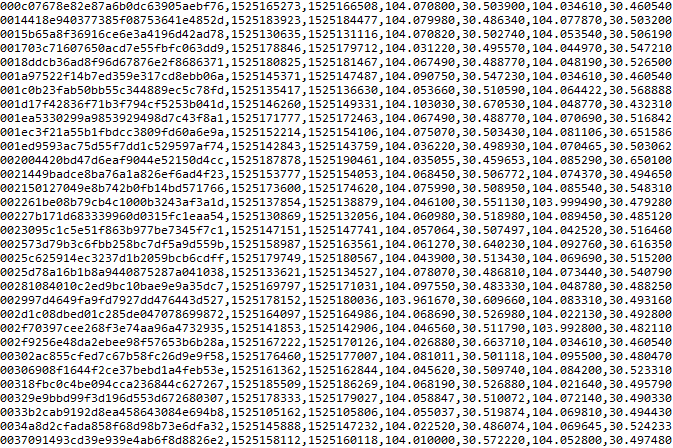 000c07678e82e87a6b0dc63905aebf76,1525165273,1525166508,104.070800,30.503900,104.034610,30.460540
0014418e940377385f08753641e4852d,1525183923,1525184477,104.079980,30.486340,104.077870,30.503200
0015b65a8f36916ce6e3a4196d42ad78,1525130635,1525131116,104.070820,30.502740,104.053540,30.506190
001703c71607650acd7e55fbfc063dd9,1525178846,1525179712,104.031220,30.495570,104.044970,30.547210
0018ddcb36ad8f96d67876e2f8686371,1525180825,1525181467,104.067490,30.488770,104.048190,30.526500
001a97522f14b7ed359e317cd8ebb06a,1525145371,1525147487,104.090750,30.547230,104.034610,30.460540
001c0b23fab50bb55c344889ec5c78fd,1525135417,1525136630,104.053660,30.510590,104.064422,30.568888
001d17f42836f71b3f794cf5253b041d,1525146260,1525149331,104.103030,30.670530,104.048770,30.432310
001ea5330299a9853929498d7c43f8a1,1525171777,1525172463,104.067490,30.488770,104.070690,30.516842
001ec3f21a55b1fbdcc3809fd60a6e9a,1525152214,1525154106,104.075070,30.503430,104.081106,30.651586
001ed9593ac75d55f7dd1c529597af74,1525142843,1525143759,104.036220,30.498930,104.070465,30.503062
002004420bd47d6eaf9044e52150d4cc,1525187878,1525190461,104.035055,30.459653,104.085290,30.650100
0021449badce8ba76a1a826ef6ad4f23,1525153777,1525154053,104.068450,30.506772,104.074370,30.494650
002150127049e8b742b0fb14bd571766,1525173600,1525174620,104.075990,30.508950,104.085540,30.548310
002261be08b79cb4c1000b3243af3a1d,1525137854,1525138879,104.046100,30.551130,103.999490,30.479280
00227b171d683339960d0315fc1eaa54,1525130869,1525132056,104.060980,30.518980,104.089450,30.485120
0023095c1c5e51f863b977be7345f7c1,1525147151,1525147741,104.057064,30.507497,104.042520,30.516460
002573d79b3c6fbb258bc7df5a9d559b,1525158987,1525163561,104.061270,30.640230,104.092760,30.616350
0025c625914ec3237d1b2059bcb6cdff,1525179749,1525180567,104.043900,30.513430,104.069690,30.515200
0025d78a16b1b8a9440875287a041038,1525133621,1525134527,104.078070,30.486810,104.073440,30.540790
00281084010c2ed9bc10bae9e9a35dc7,1525169797,1525171031,104.097550,30.483330,104.048780,30.488250
002997d4649fa9fd7927dd476443d527,1525178152,1525180036,103.961670,30.609660,104.083310,30.493160
002d1c08dbed01c285de047078699872,1525164097,1525164986,104.068690,30.526980,104.022130,30.492800
002f70397cee268f3e74aa96a4732935,1525141853,1525142906,104.046560,30.511790,103.992800,30.482110
002f9256e48da2ebee98f57653b6b28a,1525167222,1525170126,104.026880,30.663710,104.034610,30.460540
00302ac855cfed7c67b58fc26d9e9f58,1525176460,1525177007,104.081011,30.501118,104.095500,30.480470
00306908f1644f2ce37bebd1a4feb53e,1525161362,1525162844,104.045620,30.509740,104.084200,30.523310
00318fbc0c4be094cca236844c627267,1525185509,1525186269,104.068190,30.526880,104.021640,30.495790
00329e9bbd99f3d196d553d672680307,1525178333,1525179027,104.058847,30.510072,104.072140,30.490330
0033b2cab9192d8ea458643084e694b8,1525105162,1525105806,104.055037,30.519874,104.069810,30.494430
0034a8d2cfada858f68d98b73e6dfa32,1525145888,1525147232,104.022520,30.486074,104.093650,30.524233
0037091493cd39e939e4ab6f8d8826e2,1525158112,1525160118,104.010000,30.572220,104.052800,30.497450